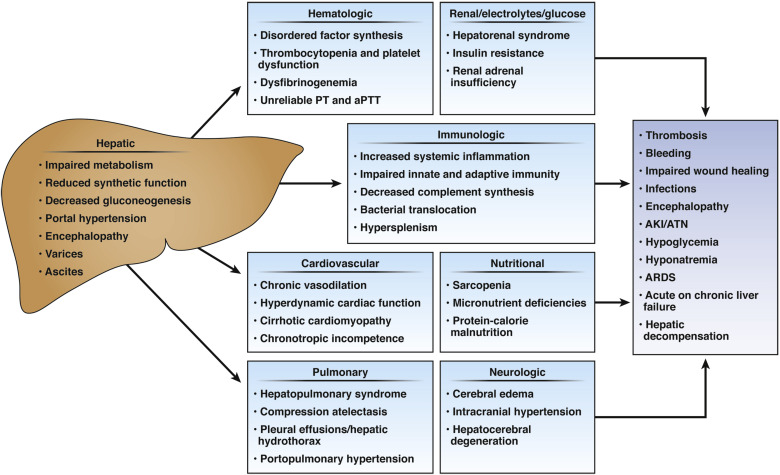 Hepatic
• Impaired metabolism
• Reduced synthetic function
• Decreased gluconeogenesis
• Portal hypertension
• Encephalopathy
• Varices
• Ascites
Hematologic
• Disordered factor synthesis
• Thrombocytopenia and platelet
dysfunction
• Dysfibrinogenemia
• Unreliable PT and aPTT
Renal/electrolytes/glucose
• Hepatorenal syndrome
• Insulin resistance
• Renal adrenal
insufficiency
Immunologic
• Increased systemic inflammation
• Impaired innate and adaptive immunity
• Decreased complement synthesis
• Bacterial translocation
• Hypersplenism
Cardiovascular
• Chronic vasodilation
• Hyperdynamic cardiac function
• Cirrhotic cardiomyopathy
• Chronotropic incompetence
Nutritional
• Sarcopenia
• Micronutrient deficiencies
• Protein-calorie
malnutrition
Pulmonary
• Hepatopulmonary syndrome
• Compression atelectasis
• Pleural effusions/hepatic
hydrothorax
• Portopulmonary hypertension
Neurologic
• Cerebral edema
• Intracranial hypertension
• Hepatocerebral
degeneration
• Thrombosis
• Bleeding
• Impaired wound healing
• Infections
• Encephalopathy
• AKI/ATN
• Hypoglycemia
• Hyponatremia
• ARDS
• Acute on chronic liver
failure
• Hepatic
decompensation